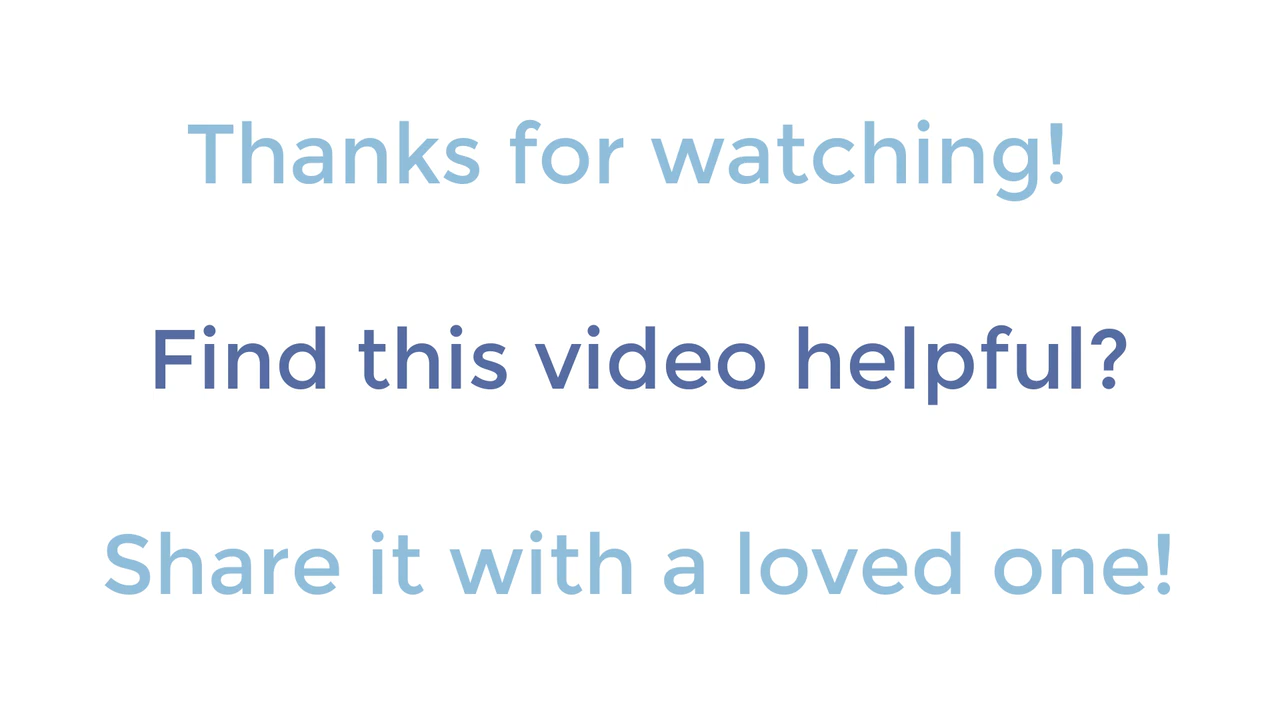 Thanks for watching!
Find this video helpful?
Share it with a loved one!